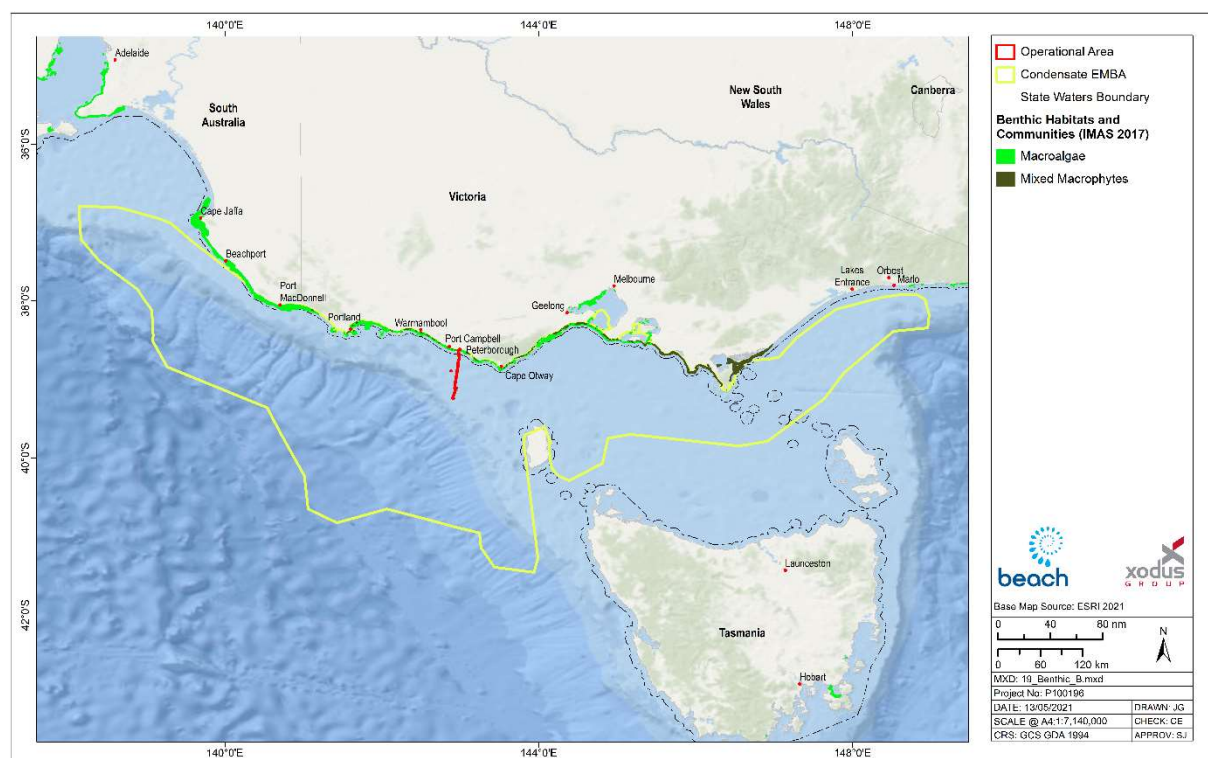 140°0'E
144°0'E
148°0'E
Adelaide
South
Australia
New South
Wales
Canberra
36°0'S
Victoria
Cape Jaffa
Beachport
Melbourne
Orbost
Lakes
Entrance
Marlo
38°0'S
Port
MacDonnell
Geelong
Portland
Warrnambool
Port Campbell
Peterborough
Cape Otway
40°0'S
Launceston
42°0'S
Tasmania
Hobart
140°0'E
144°0'E
148°0'E
Operational Area
Condensate EMBA
State Waters Boundary
Benthic Habitats and
Communities (IMAS 2017)
Macroalgae
Mixed Macrophytes
beach
xodus
GROUP
Base Map Source: ESRI 2021
0 40 80 nm
N
0 60 120 km
MXD: 19_Benthic_B.mxd
Project No: P100196
DATE: 13/05/2021 DRAWN: JG
SCALE @ A4:1:7,140,000 CHECK: CE
CRS: GCS GDA 1994 APPROV: SJ